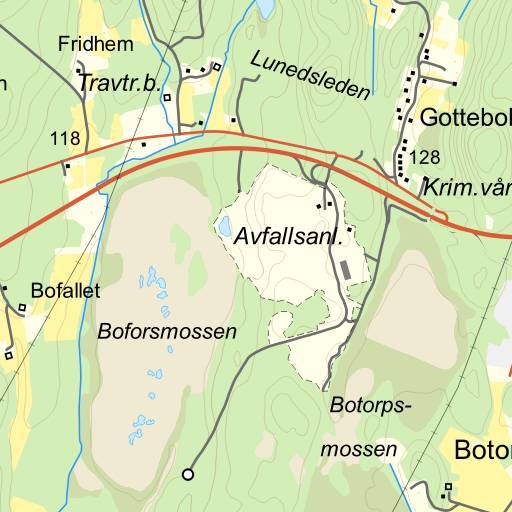 Fridhem
Lunedsleden
Travtr.b.
n
Gottebol
118
128
Krim.vår
Avfallsanl.
Bofallet
Boforsmossen
Botorps-
mossen
Botor